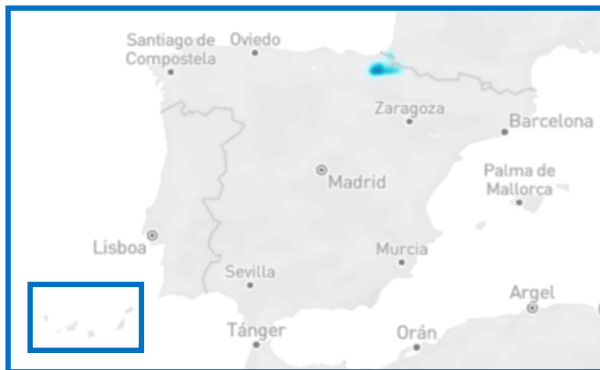 Santiago de
Compostela
Oviedo
Zaragoza
Barcelona
Madrid
Palma de
Mallorca
Lisboa
Murcia
Sevilla
Argel
Tánger
Orán